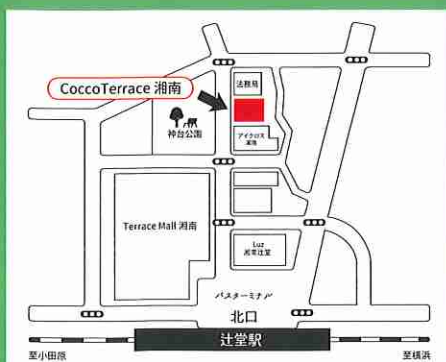 法務局
CoccoTerrace 湘南
神台公園
アイクロス
湘南
Terrace Mall 湘南
Luz
湘南辻堂
バスターミナル
北口
辻堂駅
至小田原
至横浜